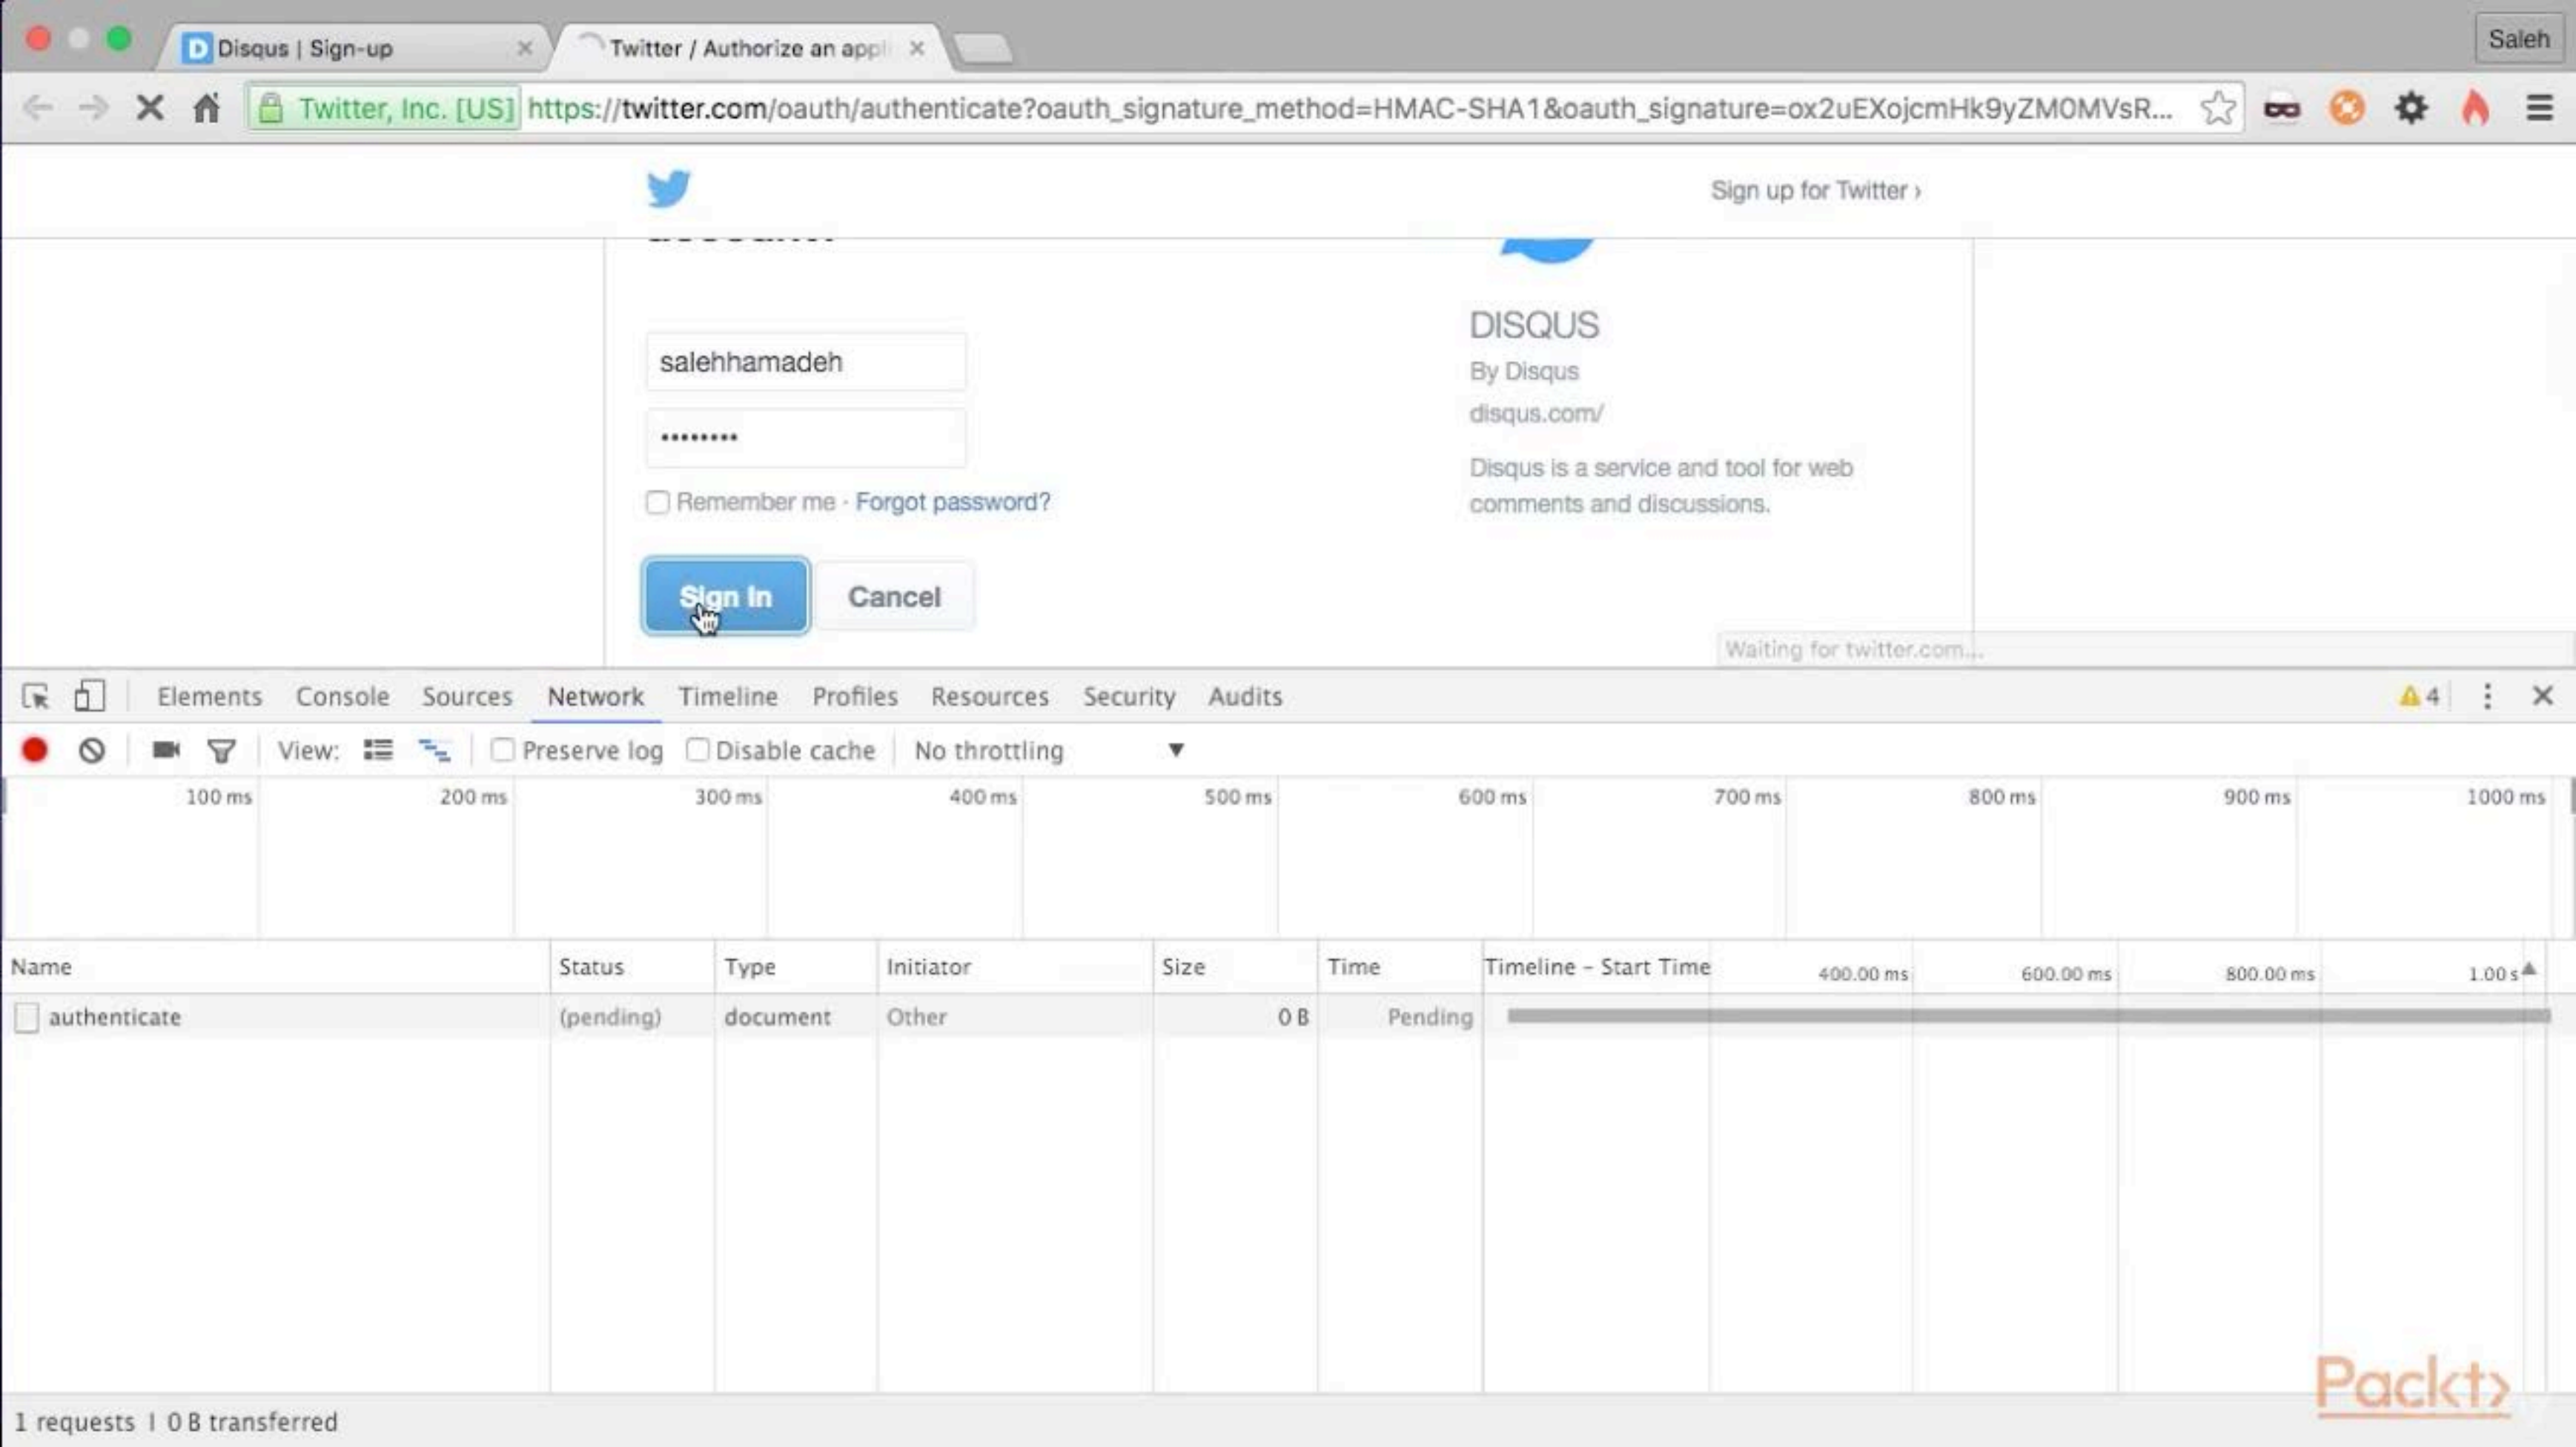 Disqus | Sign-up
Twitter / Authorize an appli
Saleh
Twitter, Inc. [US] https://twitter.com/oauth/authenticate?oauth_signature_method=HMAC-SHA1&oauth_signature=ox2uEXojcmHk9yZM0MVsR...
Sign up for Twitter ›
salehhamadeh
••••••••
Remember me · Forgot password?
Sign In Cancel
DISQUS
By Disqus
disqus.com/
Disqus is a service and tool for web
comments and discussions.
Waiting for twitter.com...
Elements Console Sources Network Timeline Profiles Resources Security Audits 4
View: Preserve log Disable cache No throttling
100 ms 200 ms 300 ms 400 ms 500 ms 600 ms 700 ms 800 ms 900 ms 1000 ms
Name Status Type Initiator Size Time Timeline – Start Time 400.00 ms 600.00 ms 800.00 ms 1.00 s
authenticate (pending) document Other 0 B Pending
1 requests | 0 B transferred
Packt>